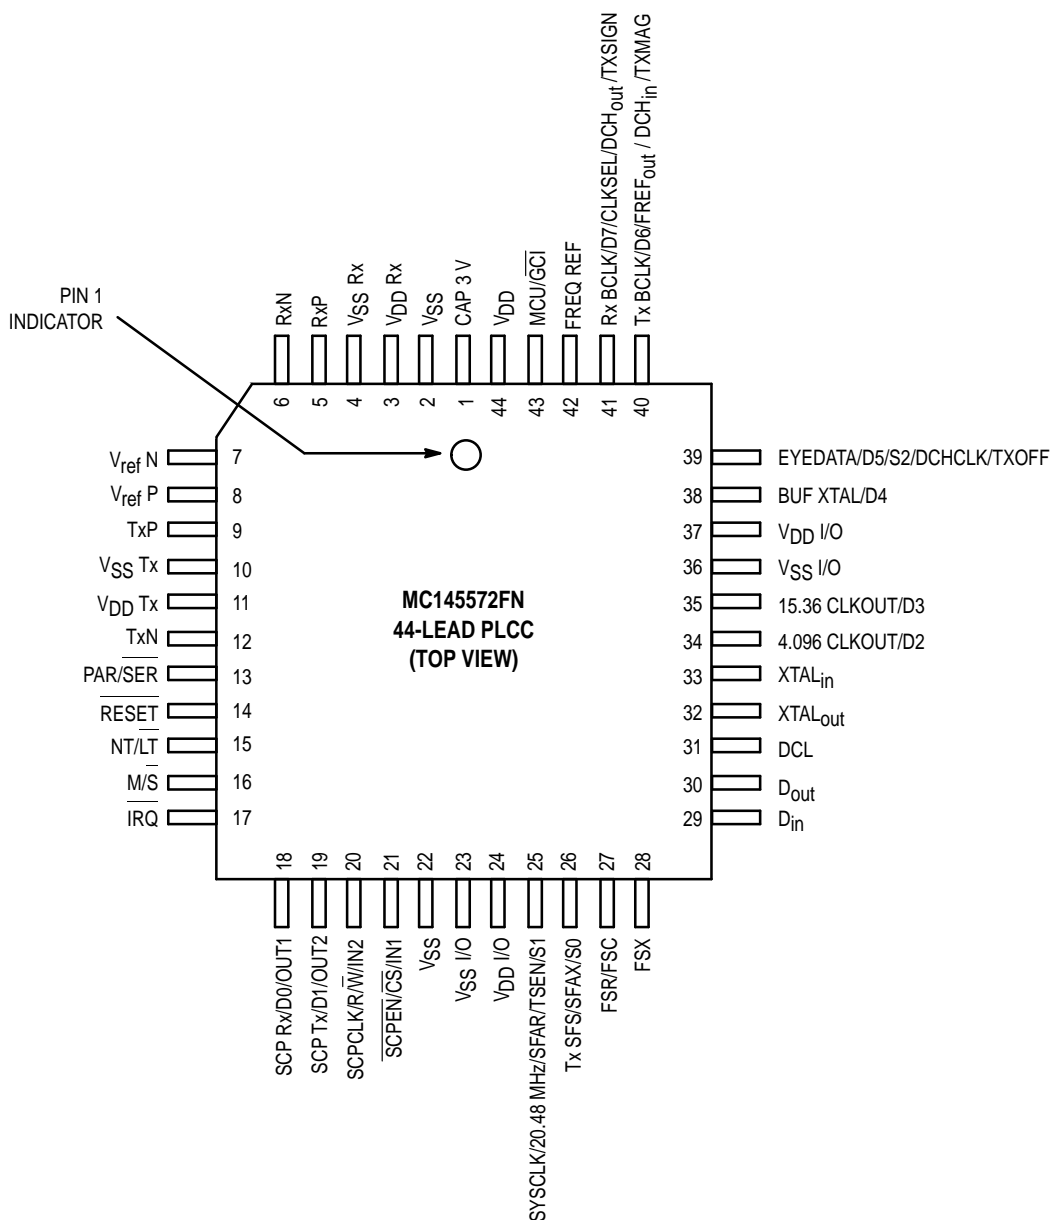 PIN 1
INDICATOR
RxN
RxP
VSS Rx
VDD Rx
VSS
CAP 3 V
VDD
MCU/G̅C̅I̅
FREQ REF
Rx BCLK/D7/CLKSEL/DCHout/TXSIGN
Tx BCLK/D6/FREFout / DCHin/TXMAG
6
5
4
3
2
1
44
43
42
41
40
Vref N
7
Vref P
8
TxP
9
VSS Tx
10
VDD Tx
11
TxN
12
PAR/S̅E̅R̅
13
R̅E̅S̅E̅T̅
14
NT/L̅T̅
15
M/S̅
16
I̅R̅Q̅
17
MC145572FN
44-LEAD PLCC
(TOP VIEW)
39
EYEDATA/D5/S2/DCHCLK/TXOFF
38
BUF XTAL/D4
37
VDD I/O
36
VSS I/O
35
15.36 CLKOUT/D3
34
4.096 CLKOUT/D2
33
XTALin
32
XTALout
31
DCL
30
Dout
29
Din
18
19
20
21
22
23
24
25
26
27
28
SCP Rx/D0/OUT1
SCP Tx/D1/OUT2
SCPCLK/R/W̅/IN2
S̅C̅P̅E̅N̅/C̅S̅/IN1
VSS
VSS I/O
VDD I/O
SYSCLK/20.48 MHz/SFAR/TSEN/S1
Tx SFS/SFAX/S0
FSR/FSC
FSX